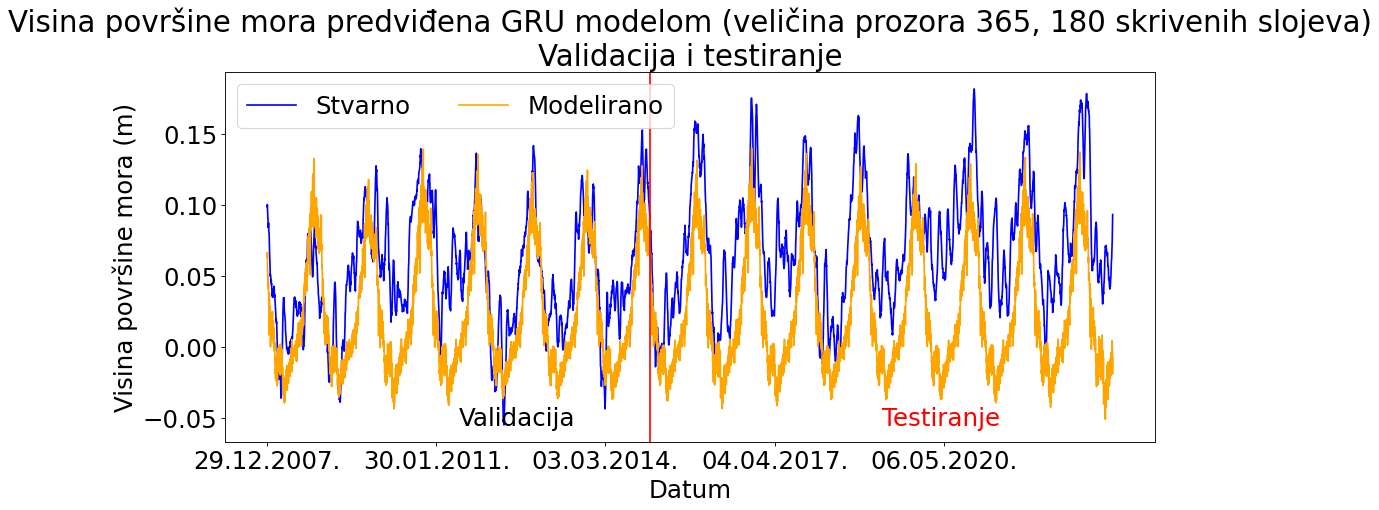 Visina površine mora predviđena GRU modelom (veličina prozora 365, 180 skrivenih slojeva)
Validacija i testiranje
Stvarno
Modelirano
Visina površine mora (m)
0.15
0.10
0.05
0.00
−0.05
Validacija
Testiranje
29.12.2007.
30.01.2011.
03.03.2014.
04.04.2017.
06.05.2020.
Datum